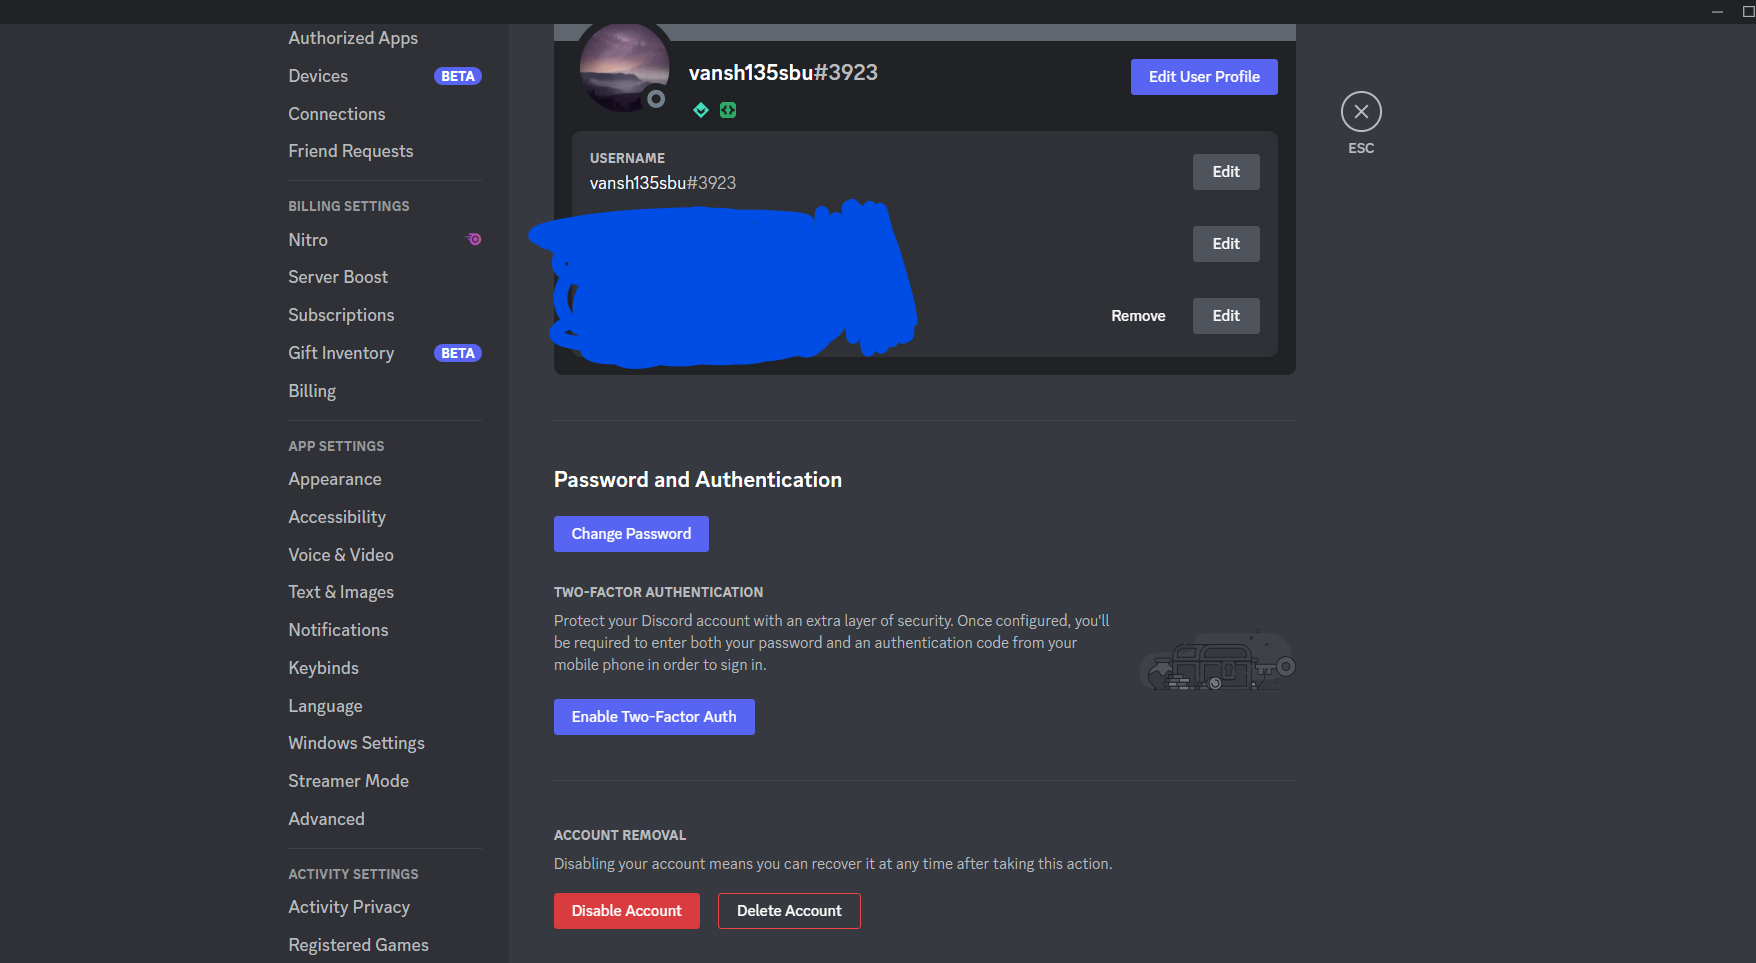 Authorized Apps
Devices BETA
Connections
Friend Requests
BILLING SETTINGS
Nitro
Server Boost
Subscriptions
Gift Inventory BETA
Billing
APP SETTINGS
Appearance
Accessibility
Voice & Video
Text & Images
Notifications
Keybinds
Language
Windows Settings
Streamer Mode
Advanced
ACTIVITY SETTINGS
Activity Privacy
Registered Games
vansh135sbu#3923
Edit User Profile
USERNAME
vansh135sbu#3923
Edit
Edit
Remove Edit
Password and Authentication
Change Password
TWO-FACTOR AUTHENTICATION
Protect your Discord account with an extra layer of security. Once configured, you'll
be required to enter both your password and an authentication code from your
mobile phone in order to sign in.
Enable Two-Factor Auth
ACCOUNT REMOVAL
Disabling your account means you can recover it at any time after taking this action.
Disable Account Delete Account
ESC